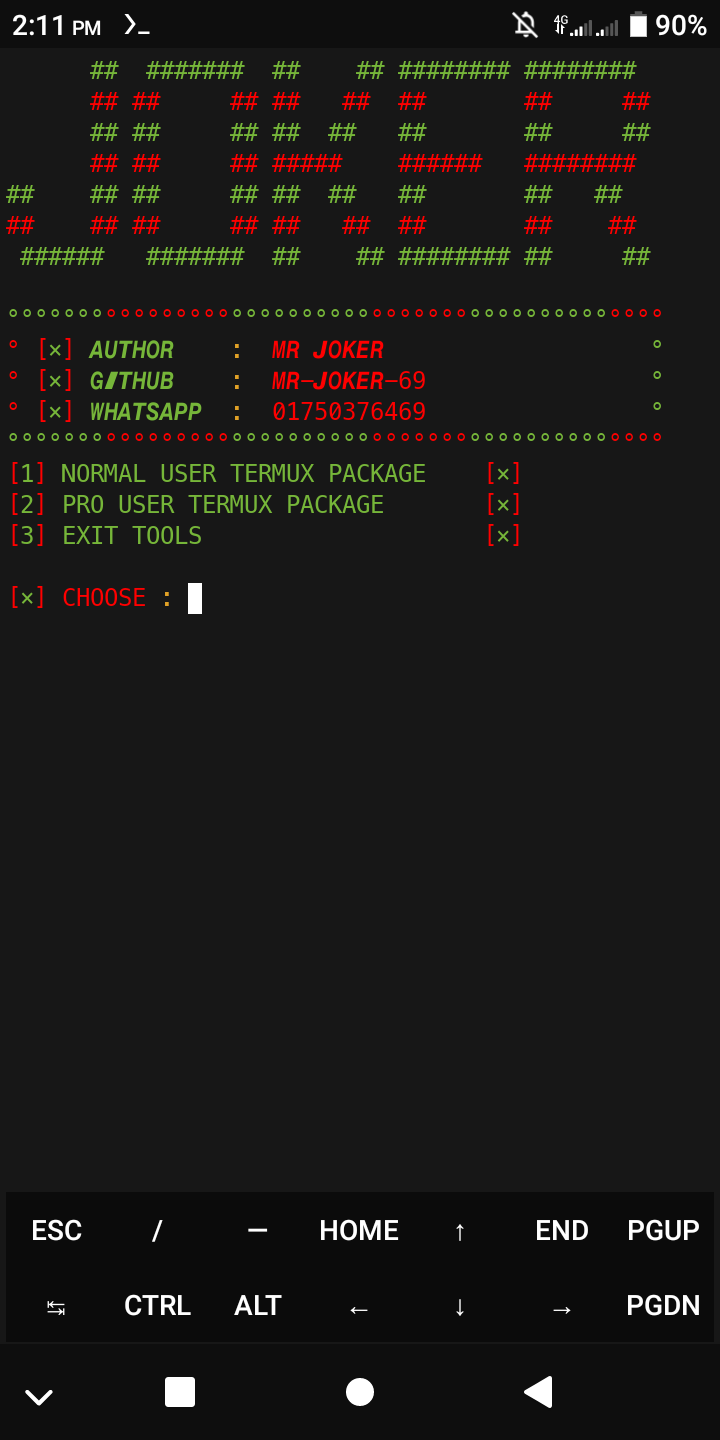 2:11 PM 4G 90%
      ##  #######  ##    ## ######## ########
      ## ##     ## ##   ##  ##       ##     ##
      ## ##     ## ##  ##   ##       ##     ##
      ## ##     ## #####    ######   ########
##    ## ##     ## ##  ##   ##       ##   ##
##    ## ##     ## ##   ##  ##       ##    ##
 ######   #######  ##    ## ######## ##     ##
°°°°°°°°°°°°°°°°°°°°°°°°°°°°°°°°°°°°°°°°°°°°°°°
° [×] AUTHOR    :  MR JOKER                   °
° [×] GITHUB    :  MR-JOKER-69                °
° [×] WHATSAPP  :  01750376469                °
°°°°°°°°°°°°°°°°°°°°°°°°°°°°°°°°°°°°°°°°°°°°°°°
[1] NORMAL USER TERMUX PACKAGE    [×]
[2] PRO USER TERMUX PACKAGE       [×]
[3] EXIT TOOLS                    [×]
[×] CHOOSE :
ESC / — HOME ↑ END PGUP
↹ CTRL ALT ← ↓ → PGDN